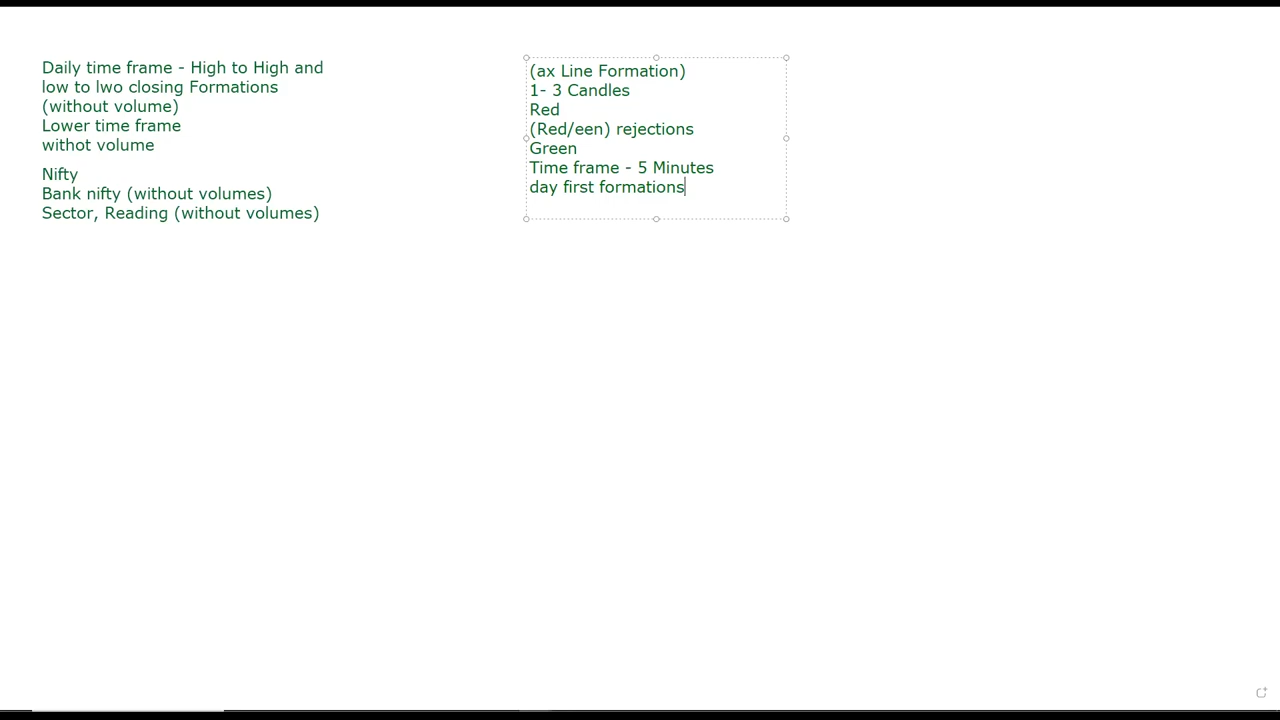 Daily time frame - High to High and
low to lwo closing Formations
(without volume)
Lower time frame
withot volume
Nifty
Bank nifty (without volumes)
Sector, Reading (without volumes)
(ax Line Formation)
1- 3 Candles
Red
(Red/een) rejections
Green
Time frame - 5 Minutes
day first formations